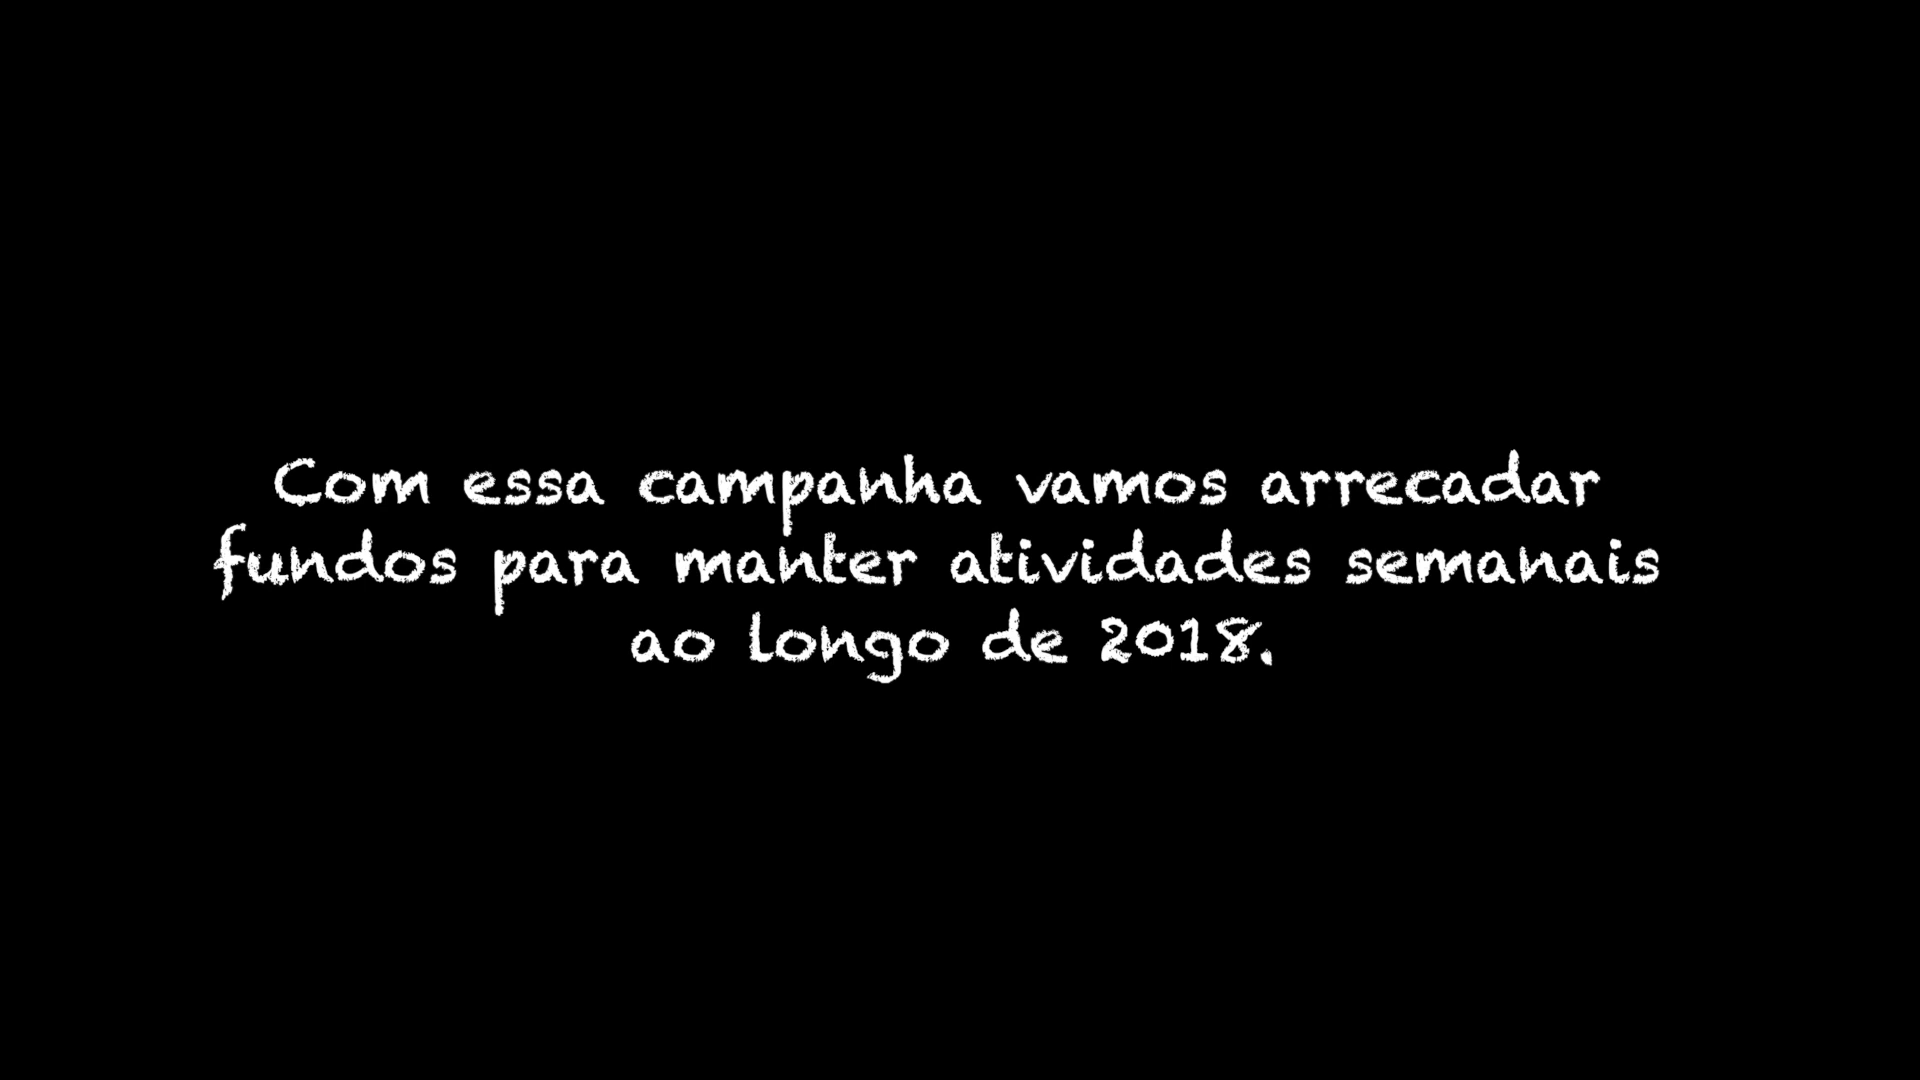 Com essa campanha vamos arrecadar
fundos para manter atividades semanais
ao longo de 2018.